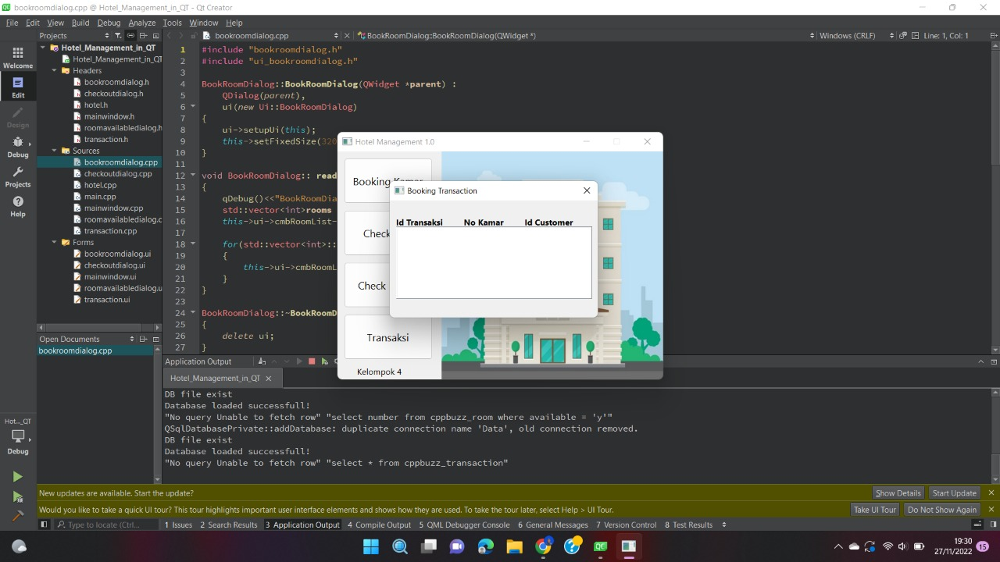 bookroomdialog.cpp @ Hotel_Management_in_QT - Qt Creator
File Edit View Build Debug Analyze Tools Window Help
Projects
bookroomdialog.cpp
BookRoomDialog::BookRoomDialog(QWidget *)
Windows (CRLF)
Line: 1, Col: 1
Welcome
Edit
Design
Debug
Projects
Help
Hotel_Management_in_QT
Hotel_Management_in_QT
Headers
bookroomdialog.h
checkoutdialog.h
hotel.h
mainwindow.h
roomavailabledialog.h
transaction.h
Sources
bookroomdialog.cpp
checkoutdialog.cpp
hotel.cpp
main.cpp
mainwindow.cpp
roomavailabledialog.c
transaction.cpp
Forms
bookroomdialog.ui
checkoutdialog.ui
mainwindow.ui
roomavailabledialog.u
transaction.ui
Open Documents
bookroomdialog.cpp
1 #include "bookroomdialog.h"
2 #include "ui_bookroomdialog.h"
3
4 BookRoomDialog::BookRoomDialog(QWidget *parent) :
5 QDialog(parent),
6 ui(new Ui::BookRoomDialog)
7 {
8 ui->setupUi(this);
9 this->setFixedSize(320
10 }
11
12 void BookRoomDialog:: read
13 {
14 qDebug()<<"BookRoomDia
15 std::vector<int>rooms
16 this->ui->cmbRoomList-
17
18 for(std::vector<int>::
19 {
20 this->ui->cmbRoomL
21 }
22 }
23
24 BookRoomDialog::~BookRoomD
25 {
26 delete ui;
27 }
Hotel Management 1.0
Booking Kamar
Check
Check
Transaksi
Kelompok 4
Booking Transaction
Id Transaksi No Kamar Id Customer
Application Output
Hotel_Management_in_QT
DB file exist
Database loaded successfull!
"No query Unable to fetch row" "select number from cppbuzz_room where available = 'y'"
QSqlDatabasePrivate::addDatabase: duplicate connection name 'Data', old connection removed.
DB file exist
Database loaded successfull!
"No query Unable to fetch row" "select * from cppbuzz_transaction"
Hot..._QT
Debug
New updates are available. Start the update?
Show Details
Start Update
Would you like to take a quick UI tour? This tour highlights important user interface elements and shows how they are used. To take the tour later, select Help > UI Tour.
Take UI Tour
Do Not Show Again
Type to locate (Ctrl...
1 Issues 2 Search Results 3 Application Output 4 Compile Output 5 QML Debugger Console 6 General Messages 7 Version Control 8 Test Results
QC
19:30
27/11/2022
15